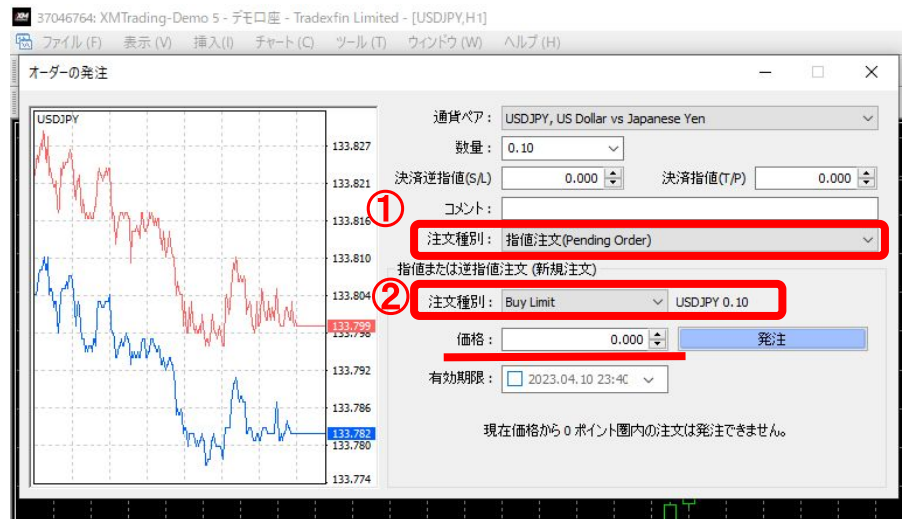 37046764: XMTrading-Demo 5 - デモ口座 - Tradexfin Limited - [USDJPY,H1]
ファイル (F) 表示 (V) 挿入(I) チャート (C) ツール (T) ウィンドウ (W) ヘルプ (H)
オーダーの発注
USDJPY
133.827
133.821
133.816
133.810
133.804
133.799
133.798
133.792
133.786
133.782
133.780
133.774
通貨ペア: USDJPY, US Dollar vs Japanese Yen
数量: 0.10
決済逆指値(S/L) 0.000 決済指値(T/P) 0.000
コメント:
①
注文種別: 指値注文(Pending Order)
指値または逆指値注文 (新規注文)
②
注文種別: Buy Limit USDJPY 0.10
価格: 0.000 発注
有効期限: 2023.04.10 23:40
現在価格から 0 ポイント圏内の注文は発注できません。